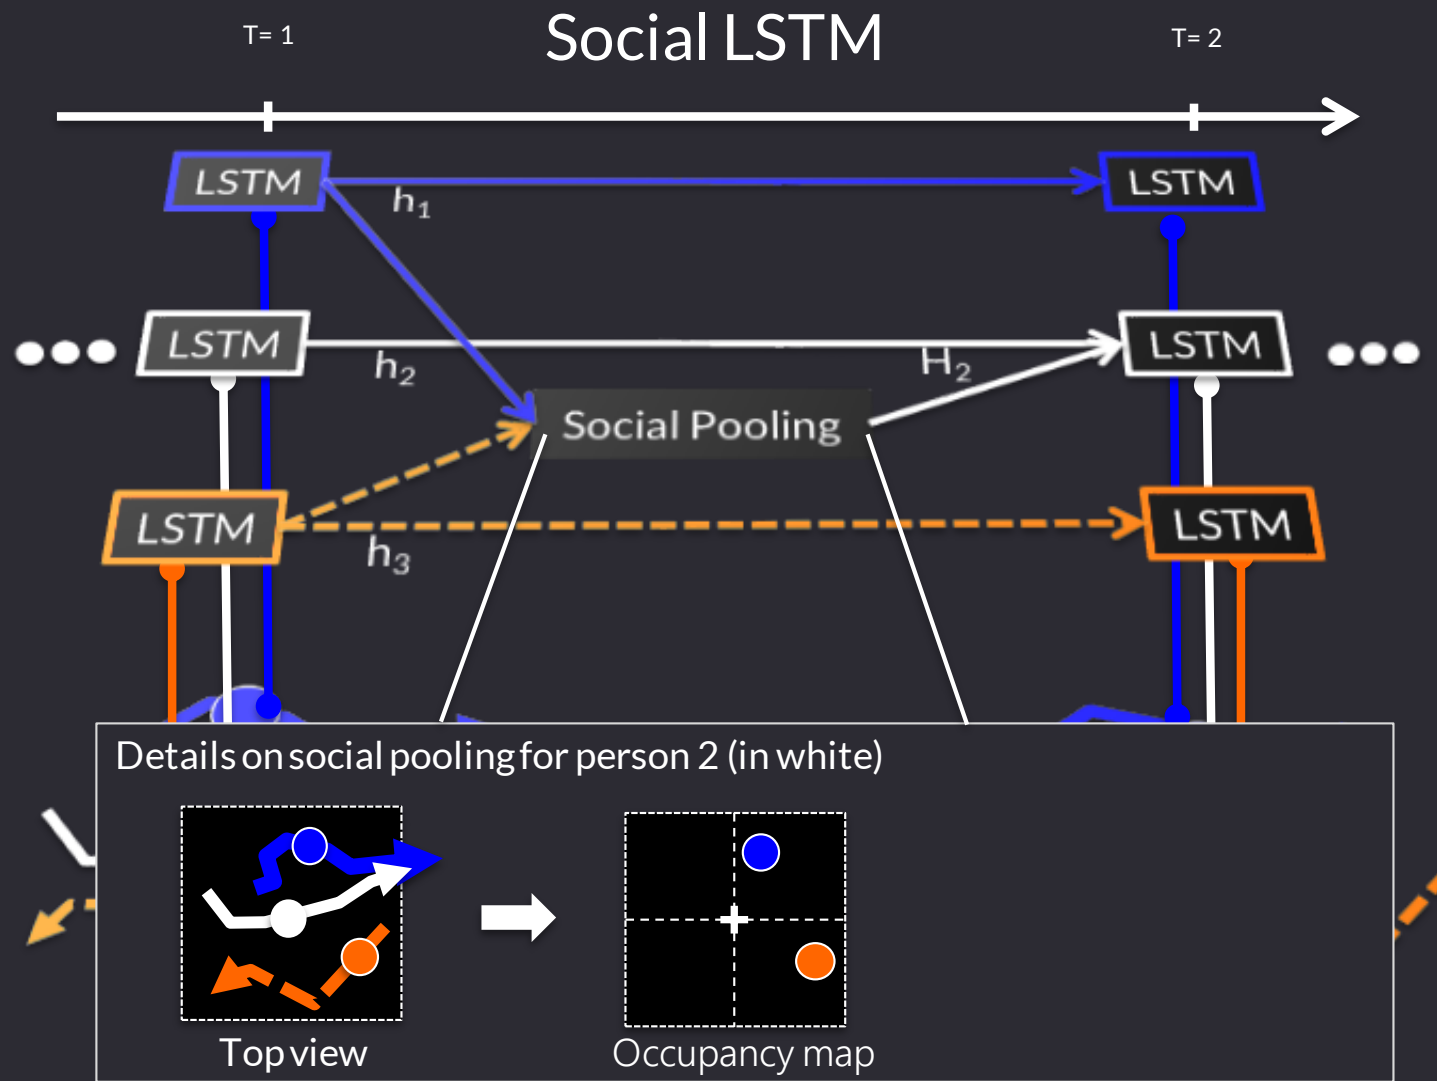 Social LSTM
T= 1
T= 2
LSTM
LSTM
h1
LSTM
LSTM
h2
H2
Social Pooling
LSTM
LSTM
h3
Details on social pooling for person 2 (in white)
Top view
Occupancy map